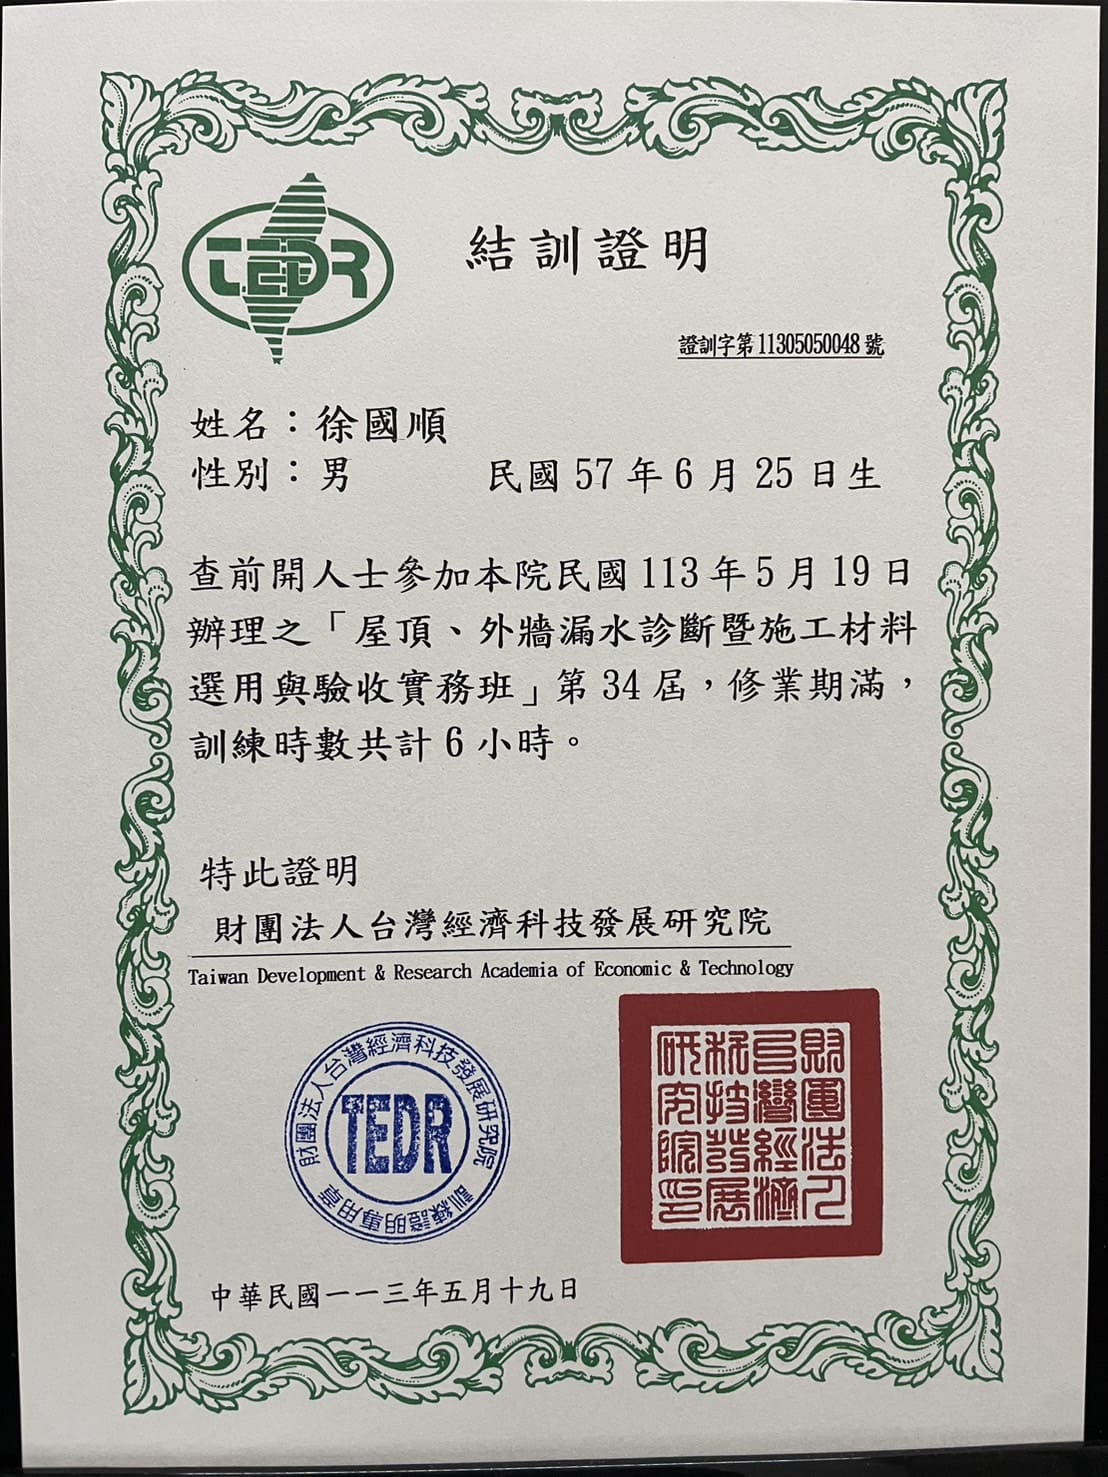 TEDR
結訓證明
證訓字第11305050048號
姓名：徐國順
性別：男 民國57年6月25日生
查前開人士參加本院民國113年5月19日
辦理之「屋頂、外牆漏水診斷暨施工材料
選用與驗收實務班」第34屆，修業期滿，
訓練時數共計6小時。
特此證明
財團法人台灣經濟科技發展研究院
Taiwan Development & Research Academia of Economic & Technology
財團法人台灣經濟科技發展研究院
TEDR
訓練證明專用章
財團法人
台灣經濟
科技發展
研究院印
中華民國一一三年五月十九日